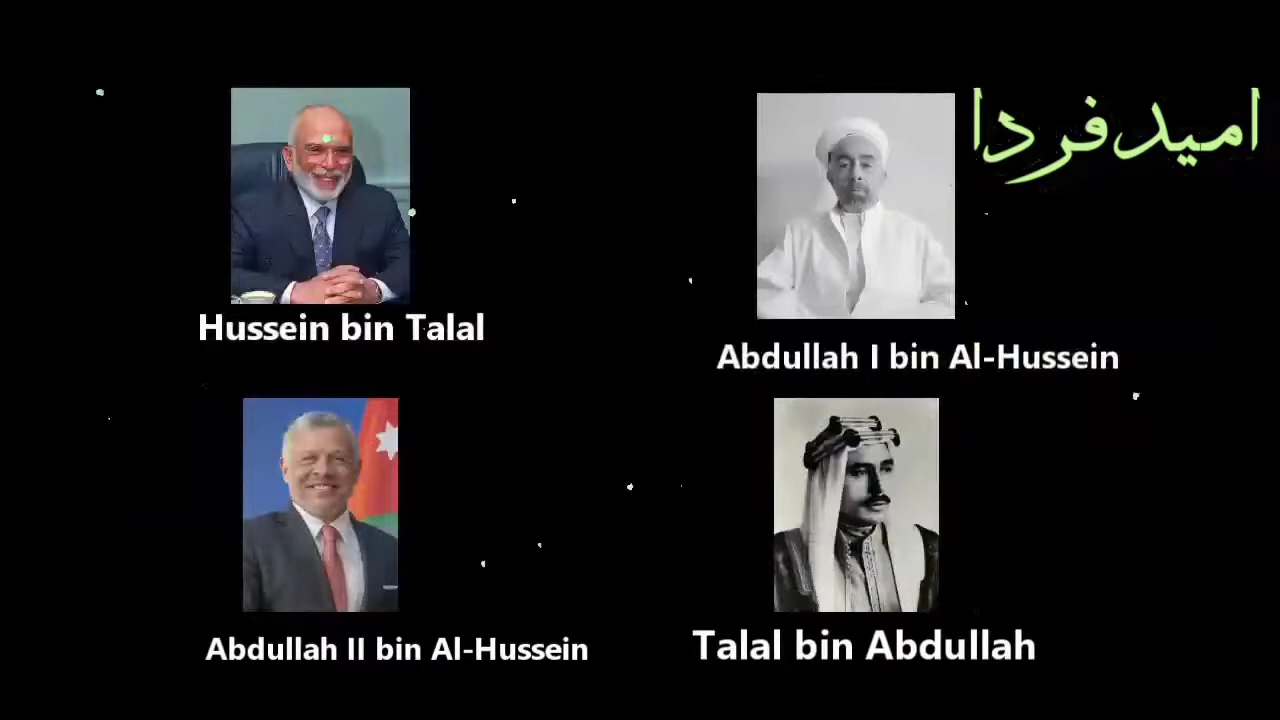 امیدفردا
Hussein bin Talal
Abdullah I bin Al-Hussein
Abdullah II bin Al-Hussein
Talal bin Abdullah